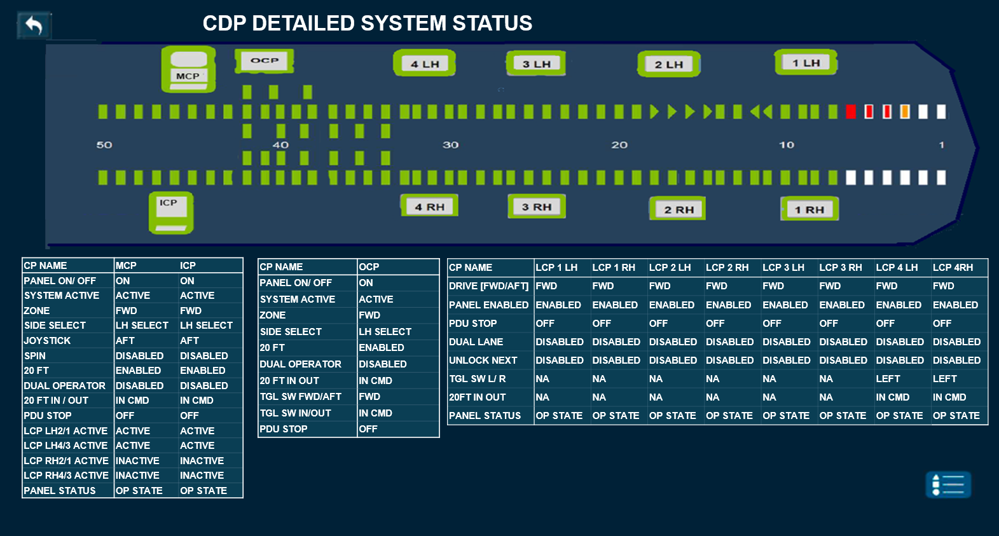 CDP DETAILED SYSTEM STATUS
MCP
OCP
4 LH
3 LH
2 LH
1 LH
50 40 30 20 10 1
ICP
4 RH
3 RH
2 RH
1 RH
CP NAME MCP ICP
PANEL ON/ OFF ON ON
SYSTEM ACTIVE ACTIVE ACTIVE
ZONE FWD FWD
SIDE SELECT LH SELECT LH SELECT
JOYSTICK AFT AFT
SPIN DISABLED DISABLED
20 FT ENABLED ENABLED
DUAL OPERATOR DISABLED DISABLED
20 FT IN / OUT IN CMD IN CMD
PDU STOP OFF OFF
LCP LH2/1 ACTIVE ACTIVE ACTIVE
LCP LH4/3 ACTIVE ACTIVE ACTIVE
LCP RH2/1 ACTIVE INACTIVE INACTIVE
LCP RH4/3 ACTIVE INACTIVE INACTIVE
PANEL STATUS OP STATE OP STATE
CP NAME OCP
PANEL ON/ OFF ON
SYSTEM ACTIVE ACTIVE
ZONE FWD
SIDE SELECT LH SELECT
20 FT ENABLED
DUAL OPERATOR DISABLED
20 FT IN OUT IN CMD
TGL SW FWD/AFT FWD
TGL SW IN/OUT IN CMD
PDU STOP OFF
CP NAME LCP 1 LH LCP 1 RH LCP 2 LH LCP 2 RH LCP 3 LH LCP 3 RH LCP 4 LH LCP 4RH
DRIVE [FWD/AFT] FWD FWD FWD FWD FWD FWD FWD FWD
PANEL ENABLED ENABLED ENABLED ENABLED ENABLED ENABLED ENABLED ENABLED ENABLED
PDU STOP OFF OFF OFF OFF OFF OFF OFF OFF
DUAL LANE DISABLED DISABLED DISABLED DISABLED DISABLED DISABLED DISABLED DISABLED
UNLOCK NEXT DISABLED DISABLED DISABLED DISABLED DISABLED DISABLED DISABLED DISABLED
TGL SW L/ R NA NA NA NA NA NA LEFT LEFT
20FT IN OUT NA NA NA NA NA NA IN CMD IN CMD
PANEL STATUS OP STATE OP STATE OP STATE OP STATE OP STATE OP STATE OP STATE OP STATE